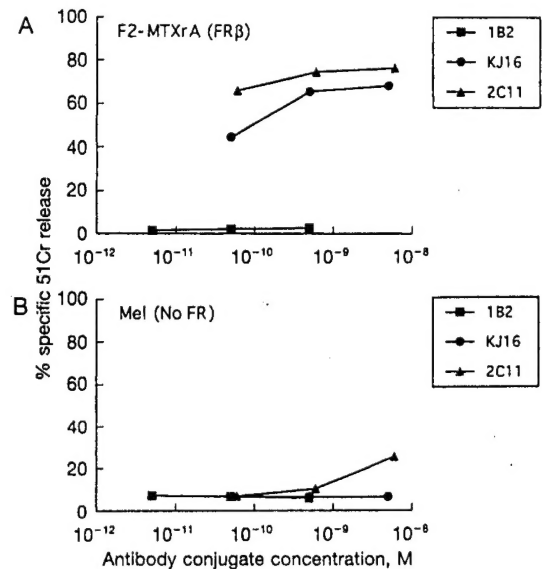 A
F2-MTXrA (FRβ)
100
80
60
40
20
0
10-12
10-11
10-10
10-9
10-8
1B2
KJ16
2C11
% specific 51Cr release
B
Mel (No FR)
100
80
60
40
20
0
10-12
10-11
10-10
10-9
10-8
1B2
KJ16
2C11
Antibody conjugate concentration, M